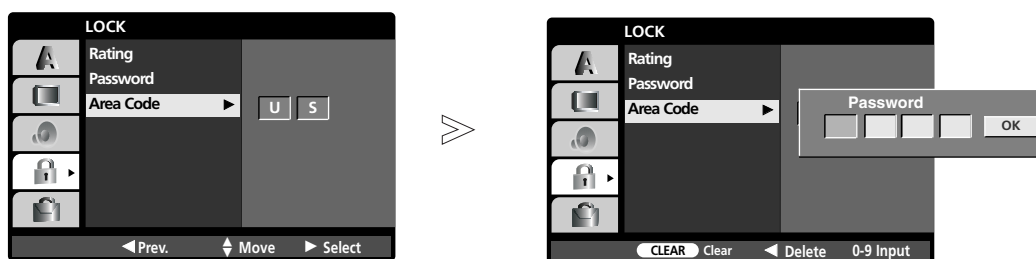 LOCK
Rating
Password
Area Code
U S
Prev. Move Select
LOCK
Rating
Password
Area Code
Password
OK
CLEAR Clear Delete 0-9 Input